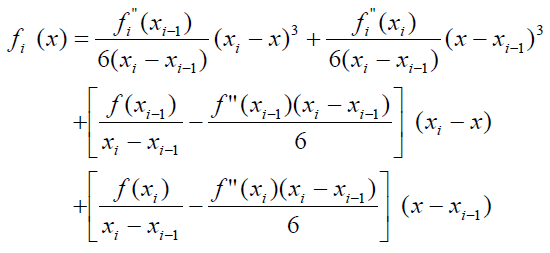 f_i (x) = \frac{f_i^{"}(x_{i-1})}{6(x_i - x_{i-1})} (x_i - x)^3 + \frac{f_i^{"}(x_i)}{6(x_i - x_{i-1})} (x - x_{i-1})^3
+ \left[ \frac{f(x_{i-1})}{x_i - x_{i-1}} - \frac{f"(x_{i-1})(x_i - x_{i-1})}{6} \right] (x_i - x)
+ \left[ \frac{f(x_i)}{x_i - x_{i-1}} - \frac{f"(x_i)(x_i - x_{i-1})}{6} \right] (x - x_{i-1})